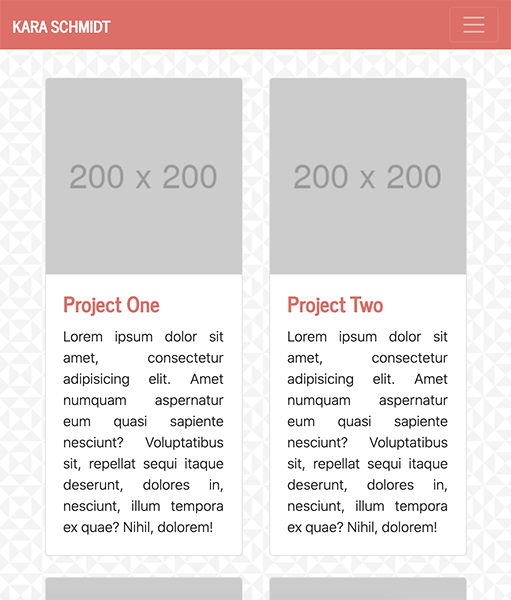 KARA SCHMIDT
200 x 200
Project One
Lorem ipsum dolor sit
amet, consectetur
adipisicing elit. Amet
numquam aspernatur
eum quasi sapiente
nesciunt? Voluptatibus
sit, repellat sequi itaque
deserunt, dolores in,
nesciunt, illum tempora
ex quae? Nihil, dolorem!
200 x 200
Project Two
Lorem ipsum dolor sit
amet, consectetur
adipisicing elit. Amet
numquam aspernatur
eum quasi sapiente
nesciunt? Voluptatibus
sit, repellat sequi itaque
deserunt, dolores in,
nesciunt, illum tempora
ex quae? Nihil, dolorem!